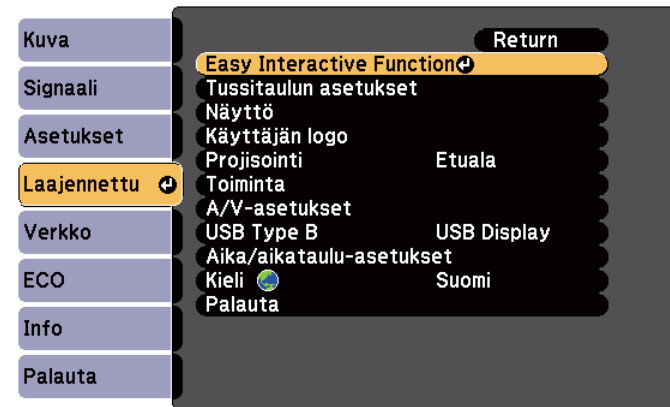 Kuva
Signaali
Asetukset
Laajennettu
Verkko
ECO
Info
Palauta
Return
Easy Interactive Function
Tussitaulun asetukset
Näyttö
Käyttäjän logo
Projisointi Etuala
Toiminta
A/V-asetukset
USB Type B USB Display
Aika/aikataulu-asetukset
Kieli Suomi
Palauta